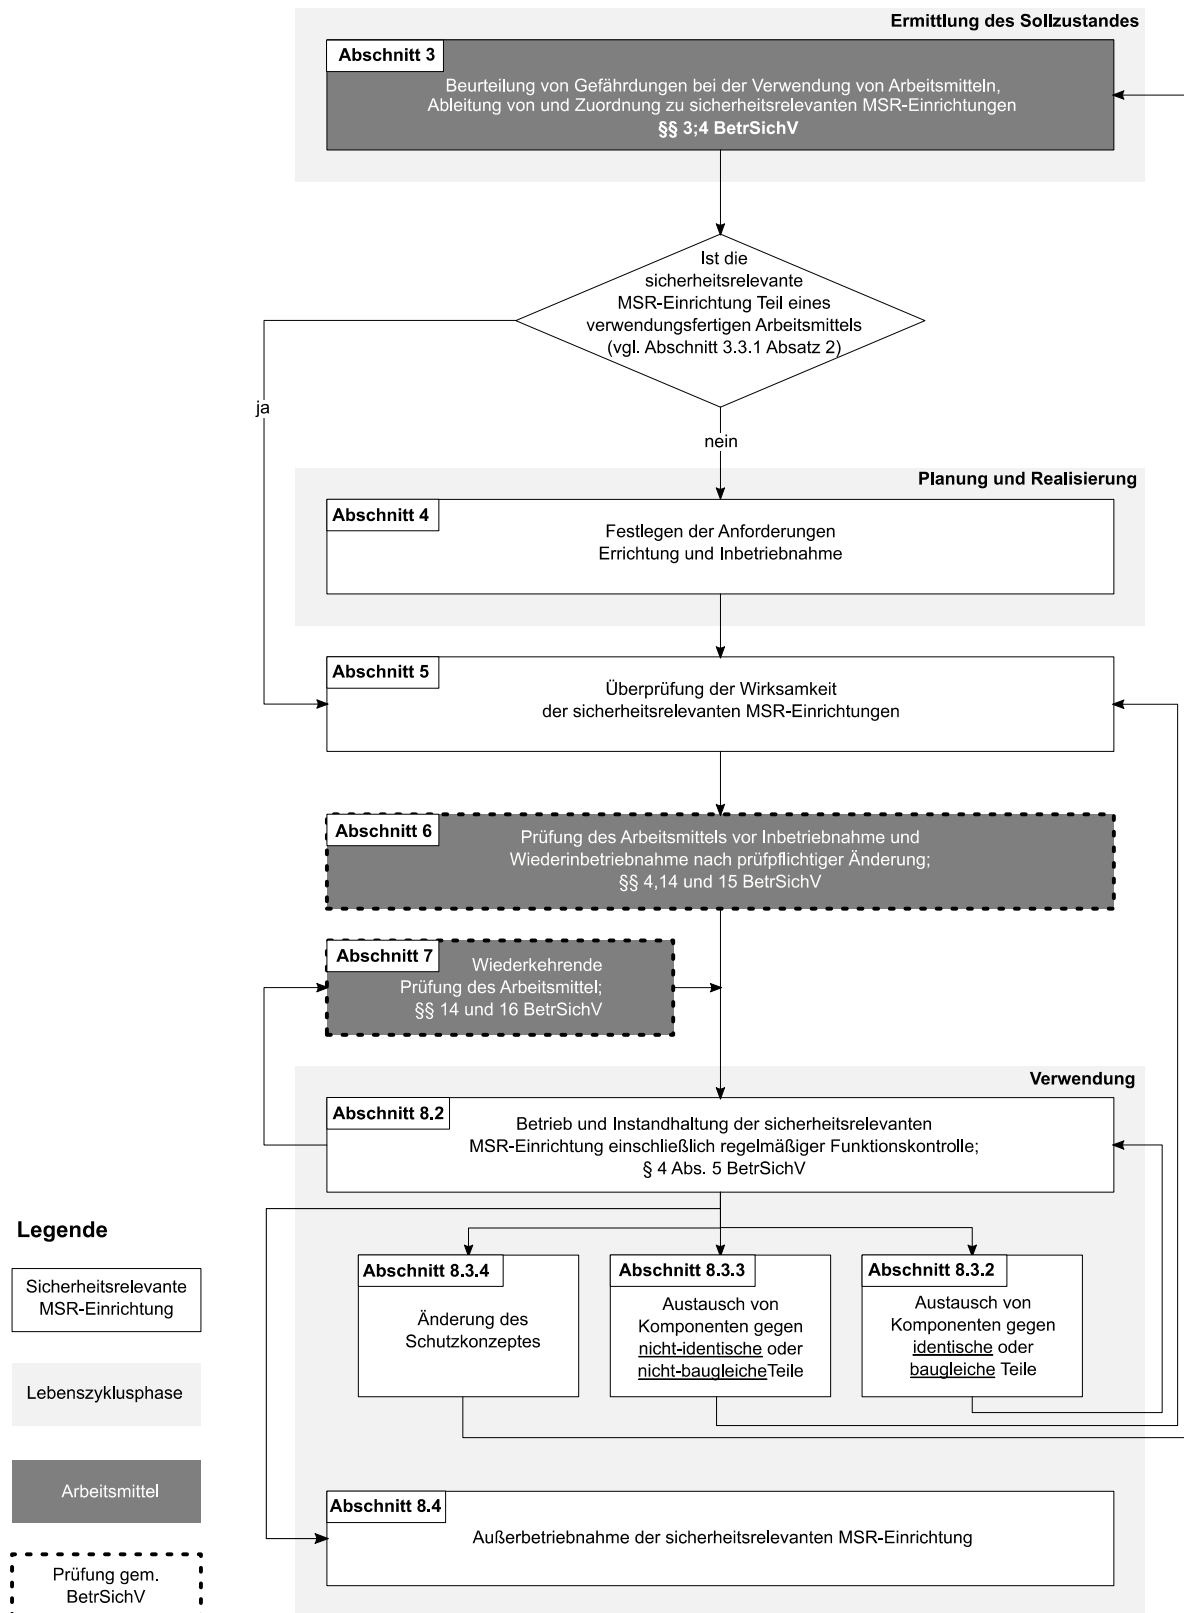 Ermittlung des Sollzustandes
Abschnitt 3
Beurteilung von Gefährdungen bei der Verwendung von Arbeitsmitteln,
Ableitung von und Zuordnung zu sicherheitsrelevanten MSR-Einrichtungen
§§ 3;4 BetrSichV
Ist die
sicherheitsrelevante
MSR-Einrichtung Teil eines
verwendungsfertigen Arbeitsmittels
(vgl. Abschnitt 3.3.1 Absatz 2)
ja
nein
Planung und Realisierung
Abschnitt 4
Festlegen der Anforderungen
Errichtung und Inbetriebnahme
Abschnitt 5
Überprüfung der Wirksamkeit
der sicherheitsrelevanten MSR-Einrichtungen
Abschnitt 6
Prüfung des Arbeitsmittels vor Inbetriebnahme und
Wiederinbetriebnahme nach prüfpflichtiger Änderung;
§§ 4,14 und 15 BetrSichV
Abschnitt 7
Wiederkehrende
Prüfung des Arbeitsmittel;
§§ 14 und 16 BetrSichV
Verwendung
Abschnitt 8.2
Betrieb und Instandhaltung der sicherheitsrelevanten
MSR-Einrichtung einschließlich regelmäßiger Funktionskontrolle;
§ 4 Abs. 5 BetrSichV
Abschnitt 8.3.4
Änderung des
Schutzkonzeptes
Abschnitt 8.3.3
Austausch von
Komponenten gegen
nicht-identische oder
nicht-baugleiche Teile
Abschnitt 8.3.2
Austausch von
Komponenten gegen
identische oder
baugleiche Teile
Abschnitt 8.4
Außerbetriebnahme der sicherheitsrelevanten MSR-Einrichtung
Legende
Sicherheitsrelevante
MSR-Einrichtung
Lebenszyklusphase
Arbeitsmittel
Prüfung gem.
BetrSichV